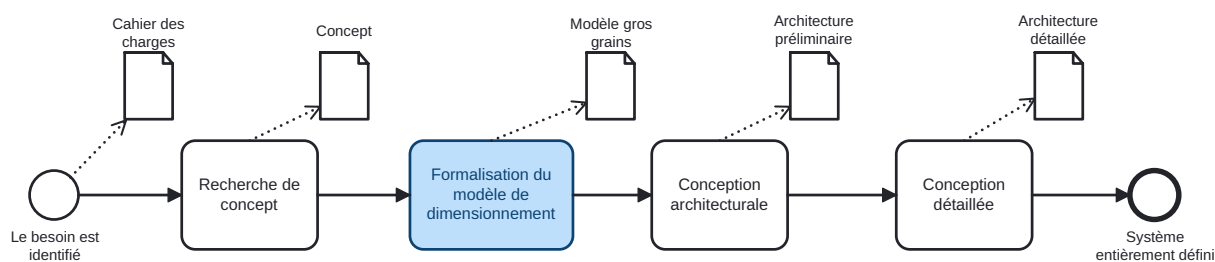 Cahier des
charges
Concept
Modèle gros
grains
Architecture
préliminaire
Architecture
détaillée
Recherche de
concept
Formalisation du
modèle de
dimensionnement
Conception
architecturale
Conception
détaillée
Le besoin est
identifié
Système
entièrement défini